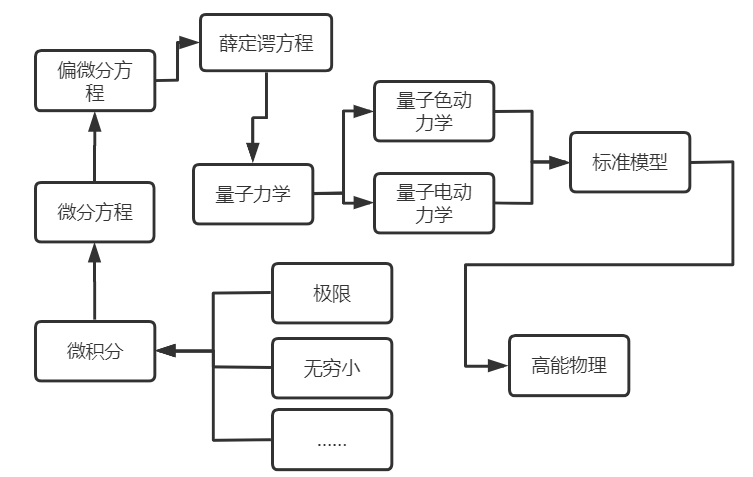 薛定谔方程
偏微分方
程
量子色动
力学
标准模型
量子力学
量子电动
力学
微分方程
极限
微积分
无穷小
高能物理
……